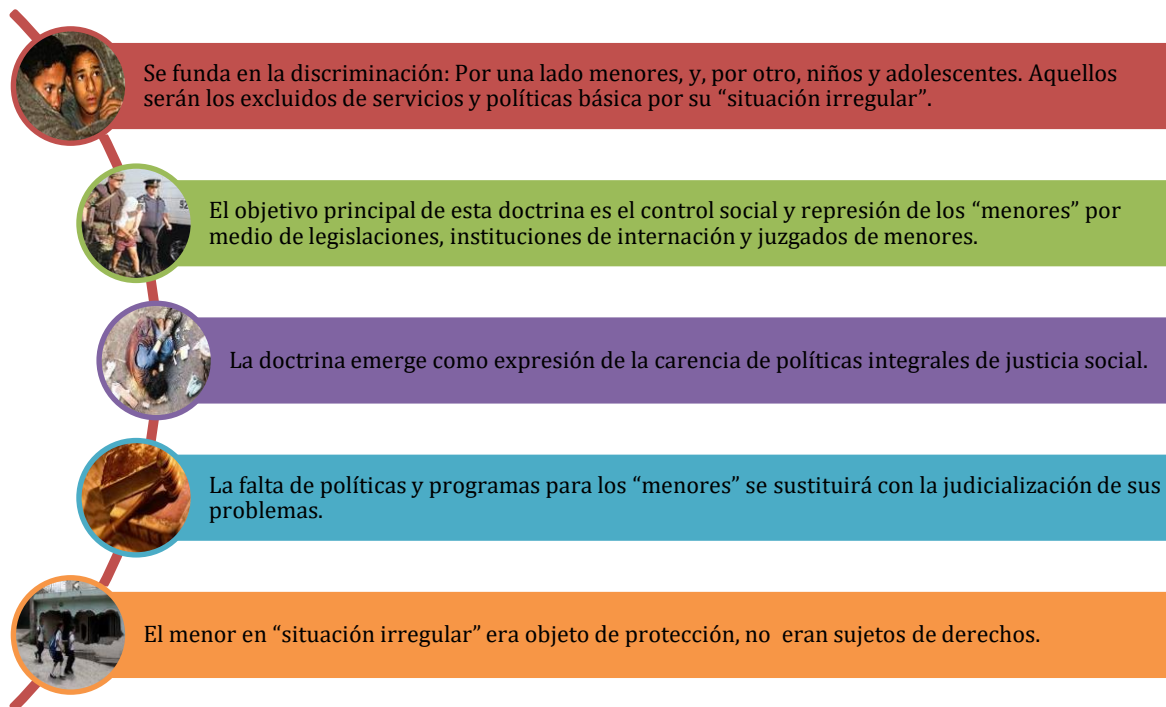 Se funda en la discriminación: Por una lado menores, y, por otro, niños y adolescentes. Aquellos
serán los excluidos de servicios y políticas básica por su “situación irregular”.
El objetivo principal de esta doctrina es el control social y represión de los “menores” por
medio de legislaciones, instituciones de internación y juzgados de menores.
La doctrina emerge como expresión de la carencia de políticas integrales de justicia social.
La falta de políticas y programas para los “menores” se sustituirá con la judicialización de sus
problemas.
El menor en “situación irregular” era objeto de protección, no eran sujetos de derechos.